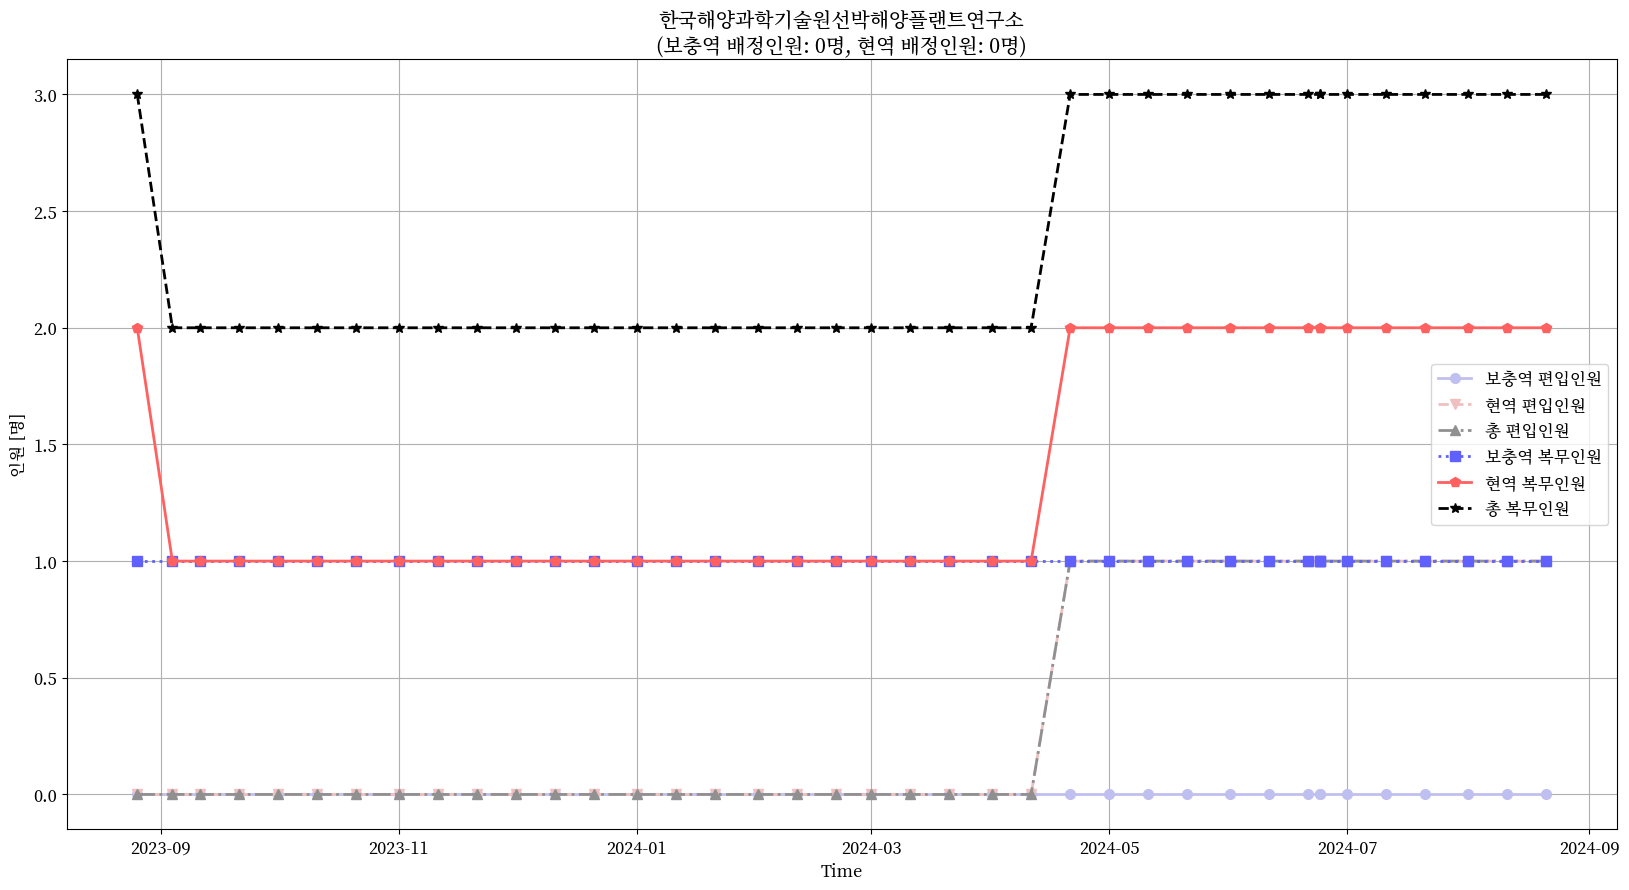 한국해양과학기술원선박해양플랜트연구소
(보충역 배정인원: 0명, 현역 배정인원: 0명)
인원 [명]
3.0
2.5
2.0
1.5
1.0
0.5
0.0
보충역 편입인원
현역 편입인원
총 편입인원
보충역 복무인원
현역 복무인원
총 복무인원
2023-09
2023-11
2024-01
2024-03
2024-05
2024-07
2024-09
Time